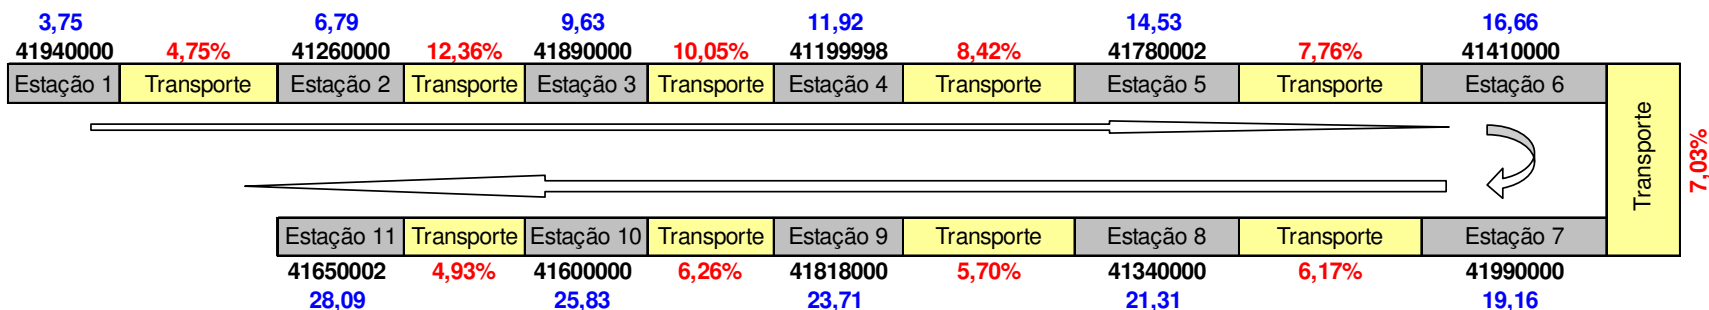 3,75 6,79 9,63 11,92 14,53 16,66
41940000 4,75% 41260000 12,36% 41890000 10,05% 41199998 8,42% 41780002 7,76% 41410000
Estação 1 Transporte Estação 2 Transporte Estação 3 Transporte Estação 4 Transporte Estação 5 Transporte Estação 6
Transporte
7,03%
Estação 11 Transporte Estação 10 Transporte Estação 9 Transporte Estação 8 Transporte Estação 7
41650002 4,93% 41600000 6,26% 41818000 5,70% 41340000 6,17% 41990000
28,09 25,83 23,71 21,31 19,16